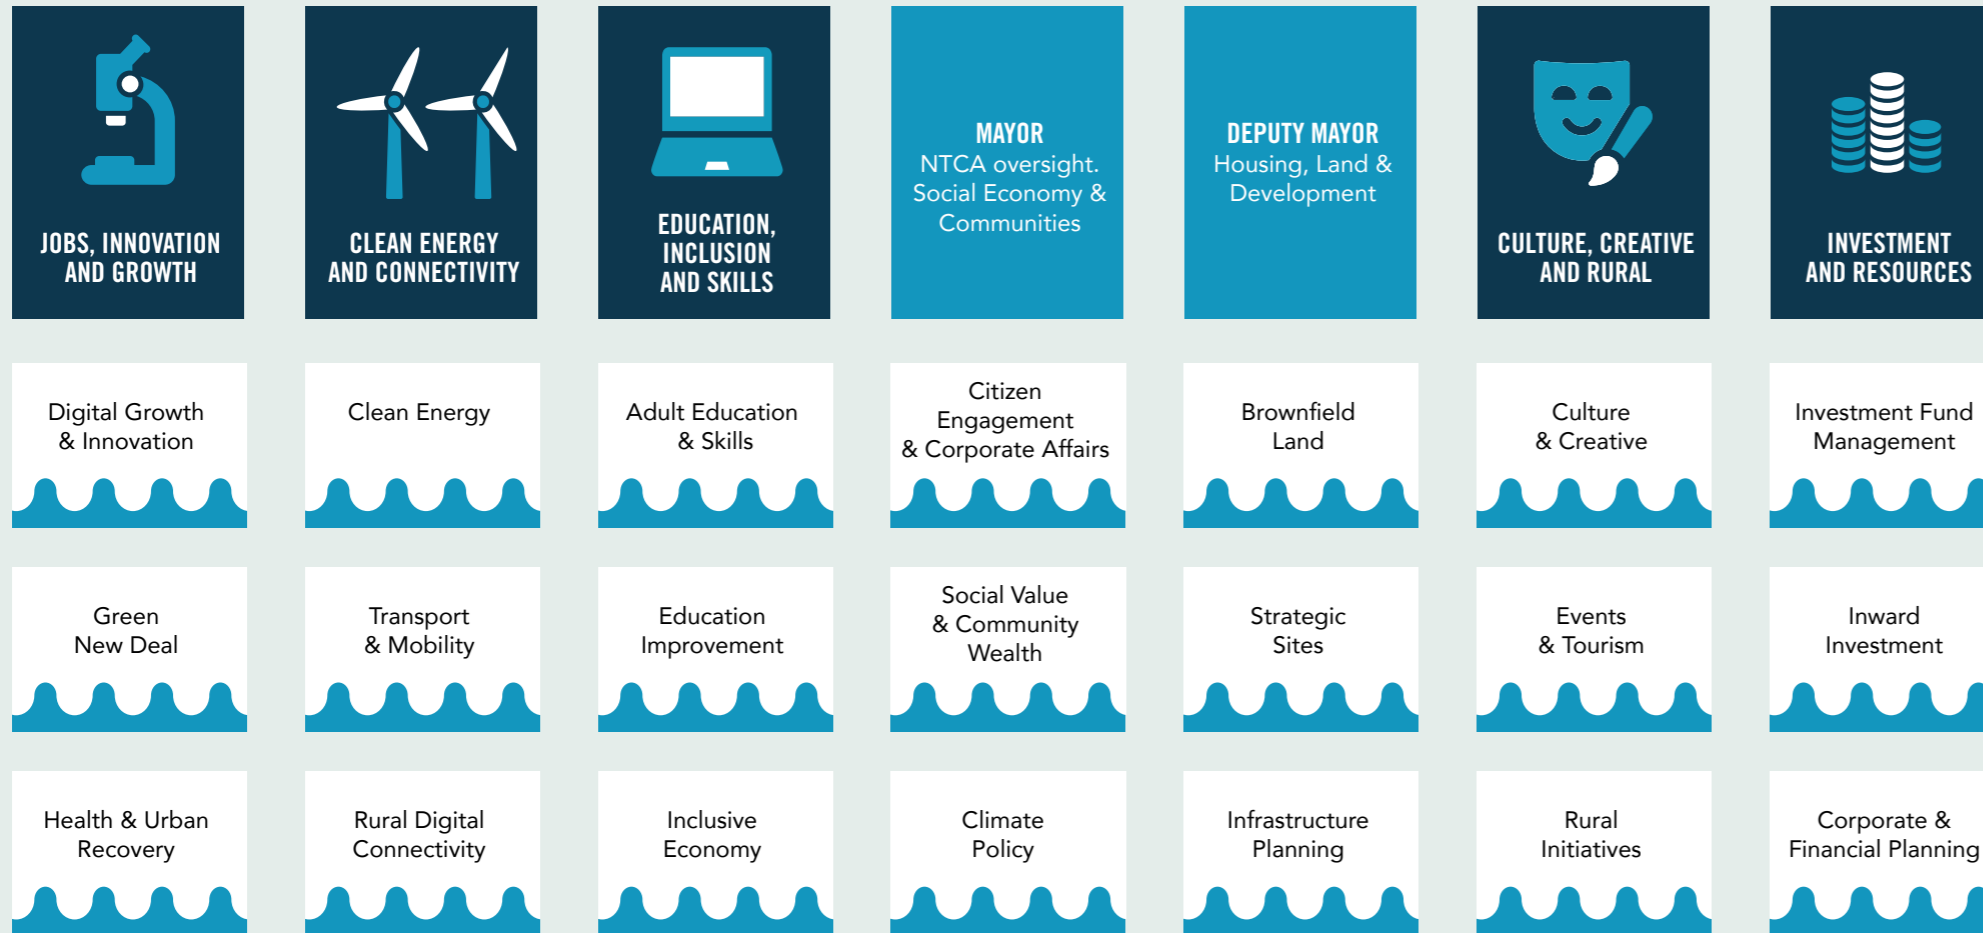 JOBS, INNOVATION
AND GROWTH
CLEAN ENERGY
AND CONNECTIVITY
EDUCATION,
INCLUSION
AND SKILLS
MAYOR
NTCA oversight.
Social Economy &
Communities
DEPUTY MAYOR
Housing, Land &
Development
CULTURE, CREATIVE
AND RURAL
INVESTMENT
AND RESOURCES
Digital Growth
& Innovation
Clean Energy
Adult Education
& Skills
Citizen
Engagement
& Corporate Affairs
Brownfield
Land
Culture
& Creative
Investment Fund
Management
Green
New Deal
Transport
& Mobility
Education
Improvement
Social Value
& Community
Wealth
Strategic
Sites
Events
& Tourism
Inward
Investment
Health & Urban
Recovery
Rural Digital
Connectivity
Inclusive
Economy
Climate
Policy
Infrastructure
Planning
Rural
Initiatives
Corporate &
Financial Planning